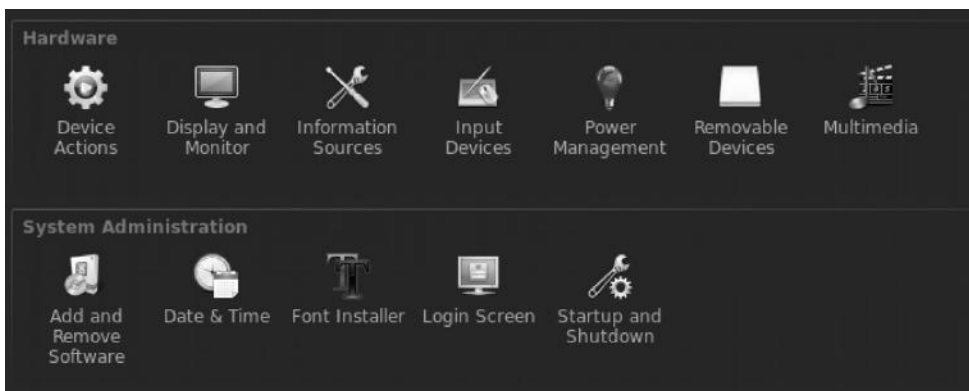 Hardware
Device Actions
Display and Monitor
Information Sources
Input Devices
Power Management
Removable Devices
Multimedia
System Administration
Add and Remove Software
Date & Time
Font Installer
Login Screen
Startup and Shutdown